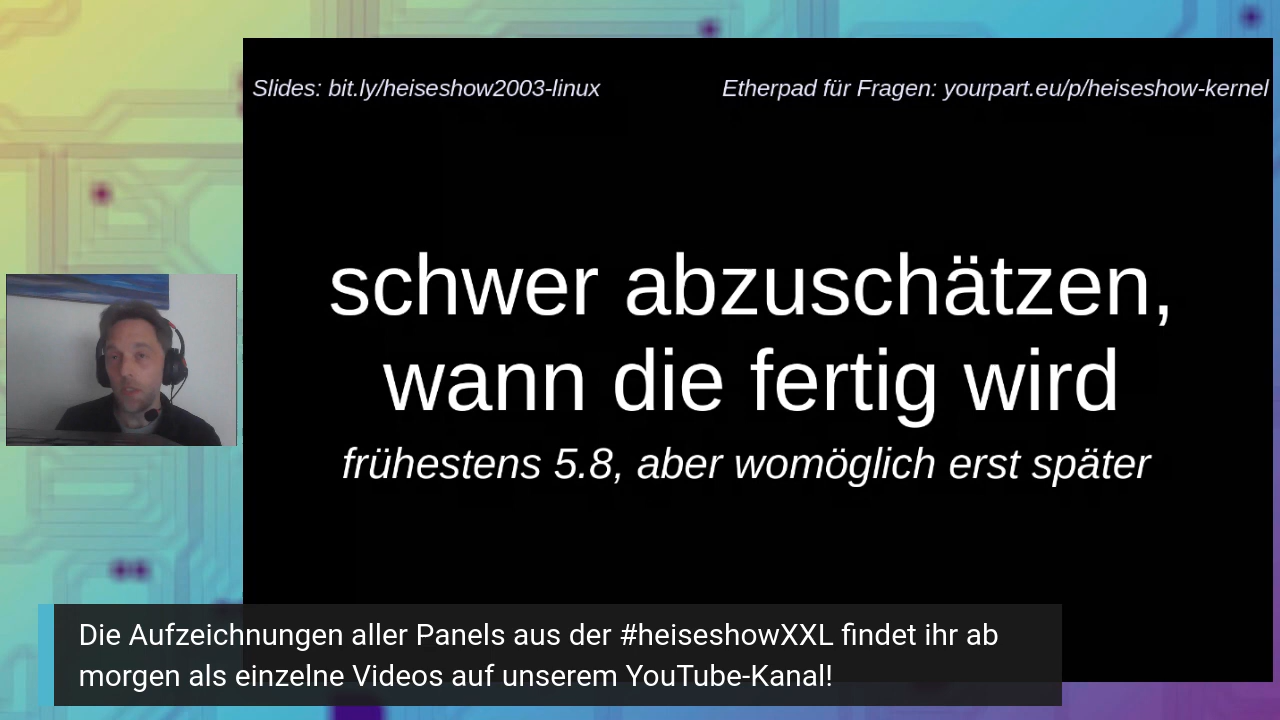 Slides: bit.ly/heiseshow2003-linux
Etherpad für Fragen: yourpart.eu/p/heiseshow-kernel
schwer abzuschätzen,
wann die fertig wird
frühestens 5.8, aber womöglich erst später
Die Aufzeichnungen aller Panels aus der #heiseshowXXL findet ihr ab
morgen als einzelne Videos auf unserem YouTube-Kanal!